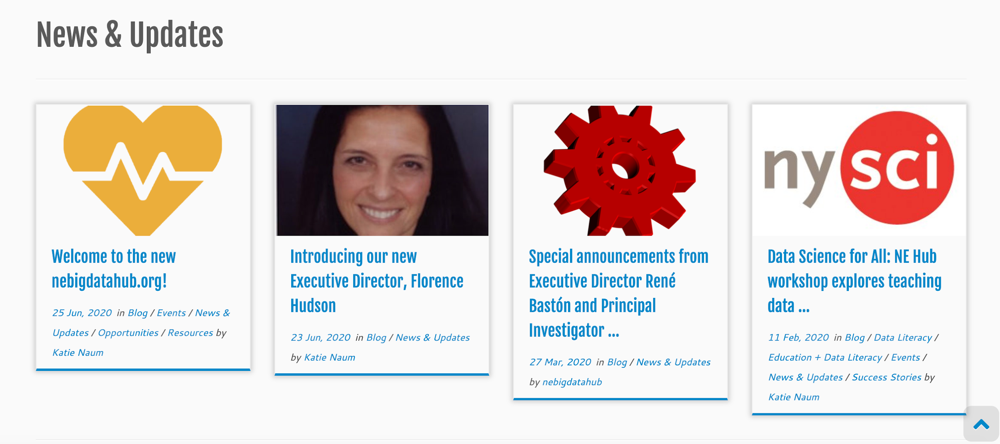 News & Updates
Welcome to the new
nebigdatahub.org!
25 Jun, 2020 in Blog / Events / News &
Updates / Opportunities / Resources by
Katie Naum
Introducing our new
Executive Director, Florence
Hudson
23 Jun, 2020 in Blog / News & Updates
by Katie Naum
Special announcements from
Executive Director René
Bastón and Principal
Investigator ...
27 Mar, 2020 in Blog / News & Updates
by nebigdatahub
nysci
Data Science for All: NE Hub
workshop explores teaching
data ...
11 Feb, 2020 in Blog / Data Literacy /
Education + Data Literacy / Events /
News & Updates / Success Stories by
Katie Naum